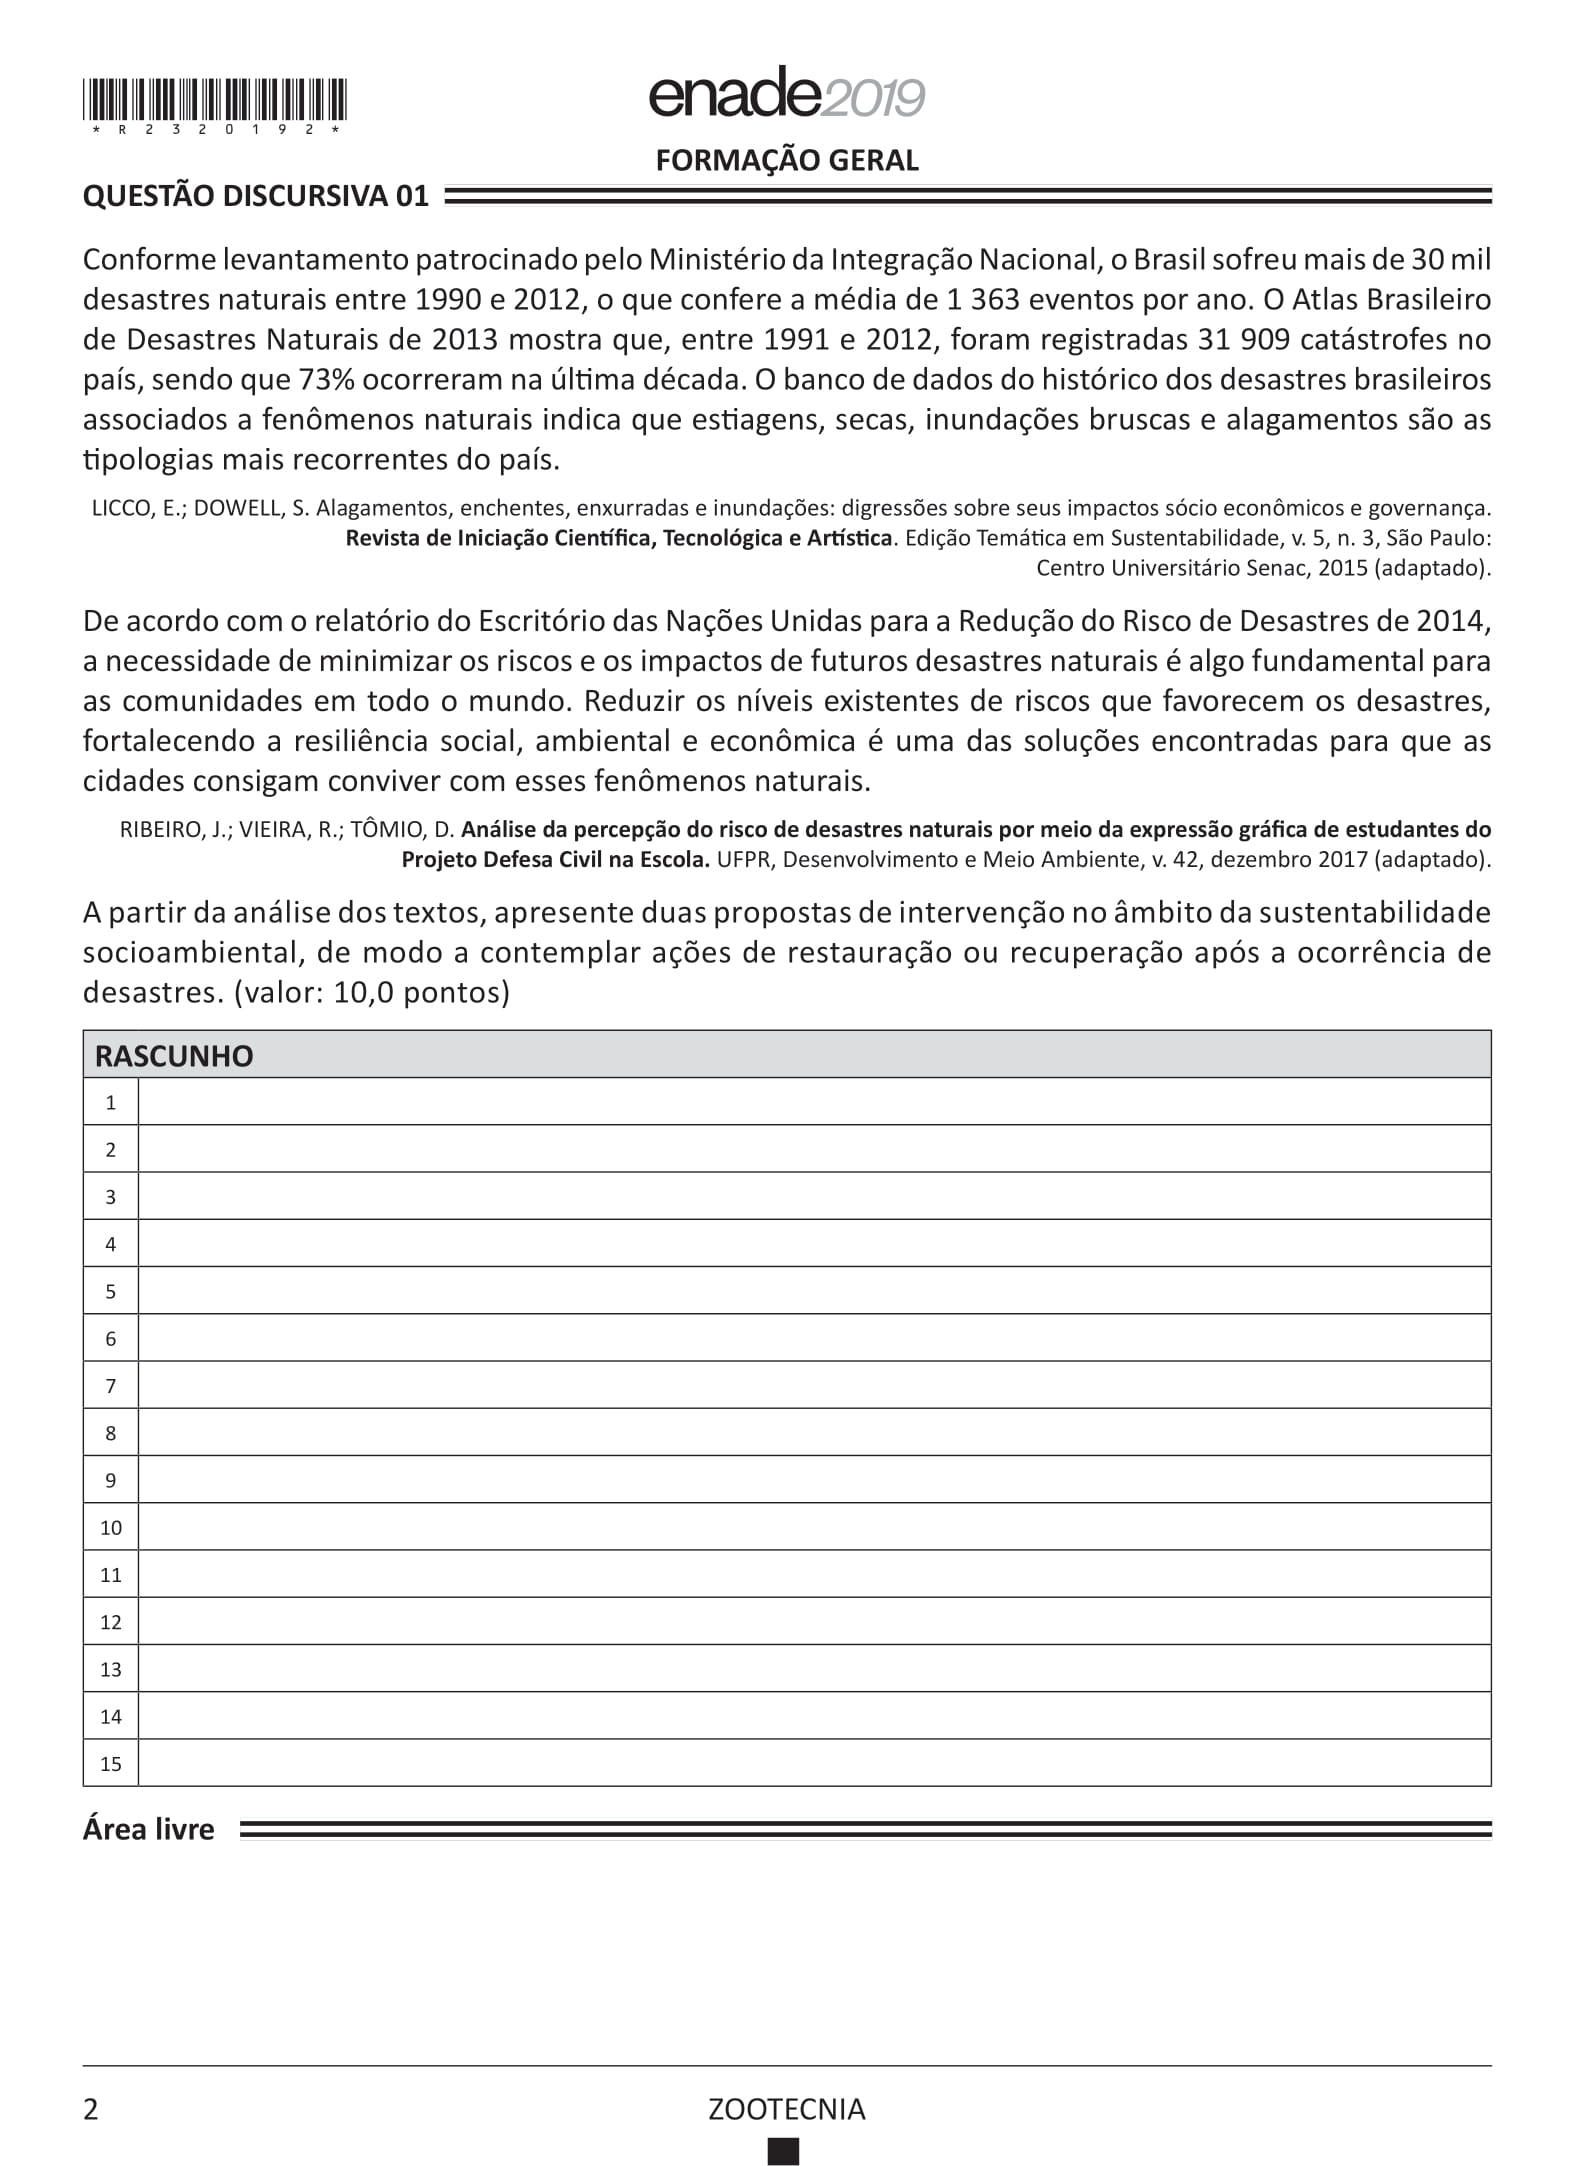 *R2320192*
enade2019
FORMAÇÃO GERAL
QUESTÃO DISCURSIVA 01
Conforme levantamento patrocinado pelo Ministério da Integração Nacional, o Brasil sofreu mais de 30 mil
desastres naturais entre 1990 e 2012, o que confere a média de 1 363 eventos por ano. O Atlas Brasileiro
de Desastres Naturais de 2013 mostra que, entre 1991 e 2012, foram registradas 31 909 catástrofes no
país, sendo que 73% ocorreram na última década. O banco de dados do histórico dos desastres brasileiros
associados a fenômenos naturais indica que estiagens, secas, inundações bruscas e alagamentos são as
tipologias mais recorrentes do país.
LICCO, E.; DOWELL, S. Alagamentos, enchentes, enxurradas e inundações: digressões sobre seus impactos sócio econômicos e governança.
Revista de Iniciação Científica, Tecnológica e Artística. Edição Temática em Sustentabilidade, v. 5, n. 3, São Paulo:
Centro Universitário Senac, 2015 (adaptado).
De acordo com o relatório do Escritório das Nações Unidas para a Redução do Risco de Desastres de 2014,
a necessidade de minimizar os riscos e os impactos de futuros desastres naturais é algo fundamental para
as comunidades em todo o mundo. Reduzir os níveis existentes de riscos que favorecem os desastres,
fortalecendo a resiliência social, ambiental e econômica é uma das soluções encontradas para que as
cidades consigam conviver com esses fenômenos naturais.
RIBEIRO, J.; VIEIRA, R.; TÔMIO, D. Análise da percepção do risco de desastres naturais por meio da expressão gráfica de estudantes do
Projeto Defesa Civil na Escola. UFPR, Desenvolvimento e Meio Ambiente, v. 42, dezembro 2017 (adaptado).
A partir da análise dos textos, apresente duas propostas de intervenção no âmbito da sustentabilidade
socioambiental, de modo a contemplar ações de restauração ou recuperação após a ocorrência de
desastres. (valor: 10,0 pontos)
RASCUNHO
1
2
3
4
5
6
7
8
9
10
11
12
13
14
15
Área livre
2
ZOOTECNIA